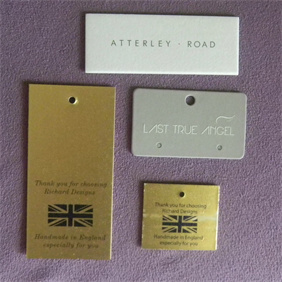 ATTERLEY · ROAD
LAST TRUE ANGEL
Thank you for choosing
Richard Designs
Handmade in England
especially for you
Thank you for choosing
Richard Designs
Handmade in England
especially for you